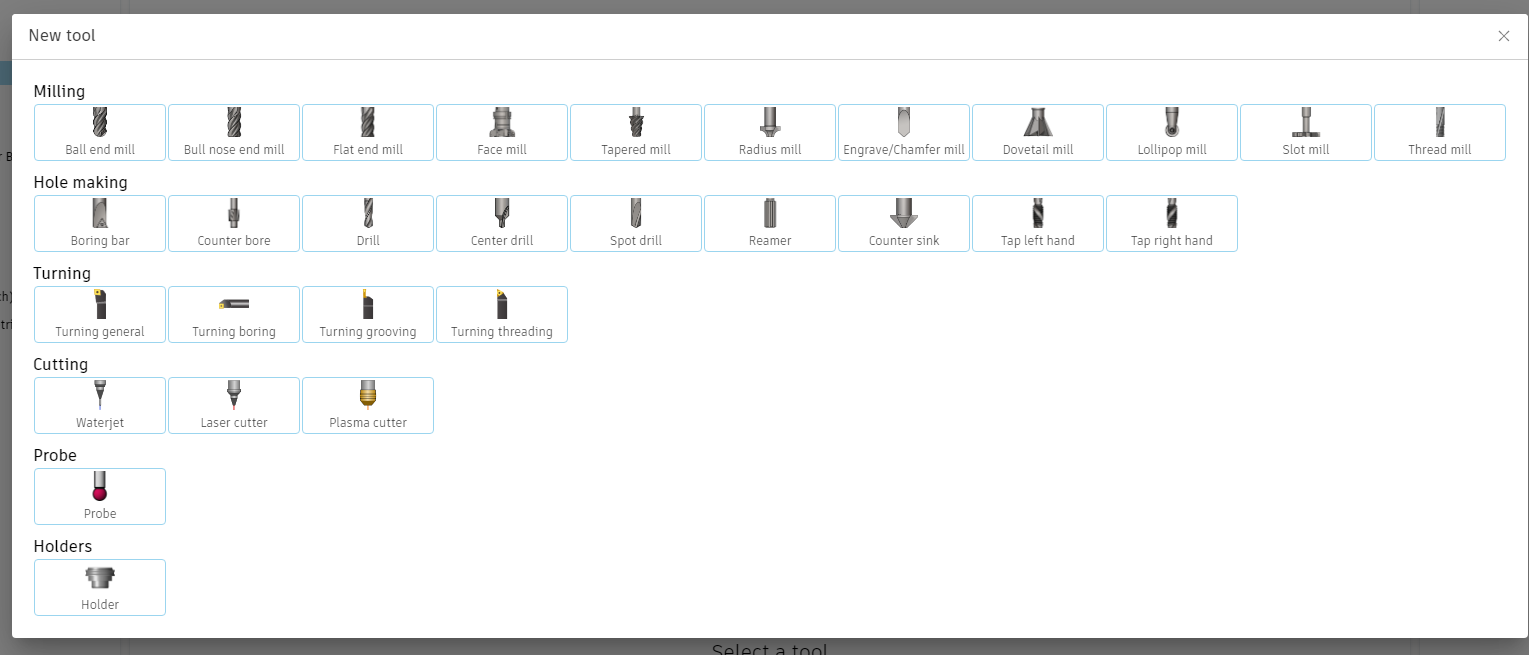 New tool
Milling
Ball end mill
Bull nose end mill
Flat end mill
Face mill
Tapered mill
Radius mill
Engrave/Chamfer mill
Dovetail mill
Lollipop mill
Slot mill
Thread mill
Hole making
Boring bar
Counter bore
Drill
Center drill
Spot drill
Reamer
Counter sink
Tap left hand
Tap right hand
Turning
Turning general
Turning boring
Turning grooving
Turning threading
Cutting
Waterjet
Laser cutter
Plasma cutter
Probe
Probe
Holders
Holder
Select a tool